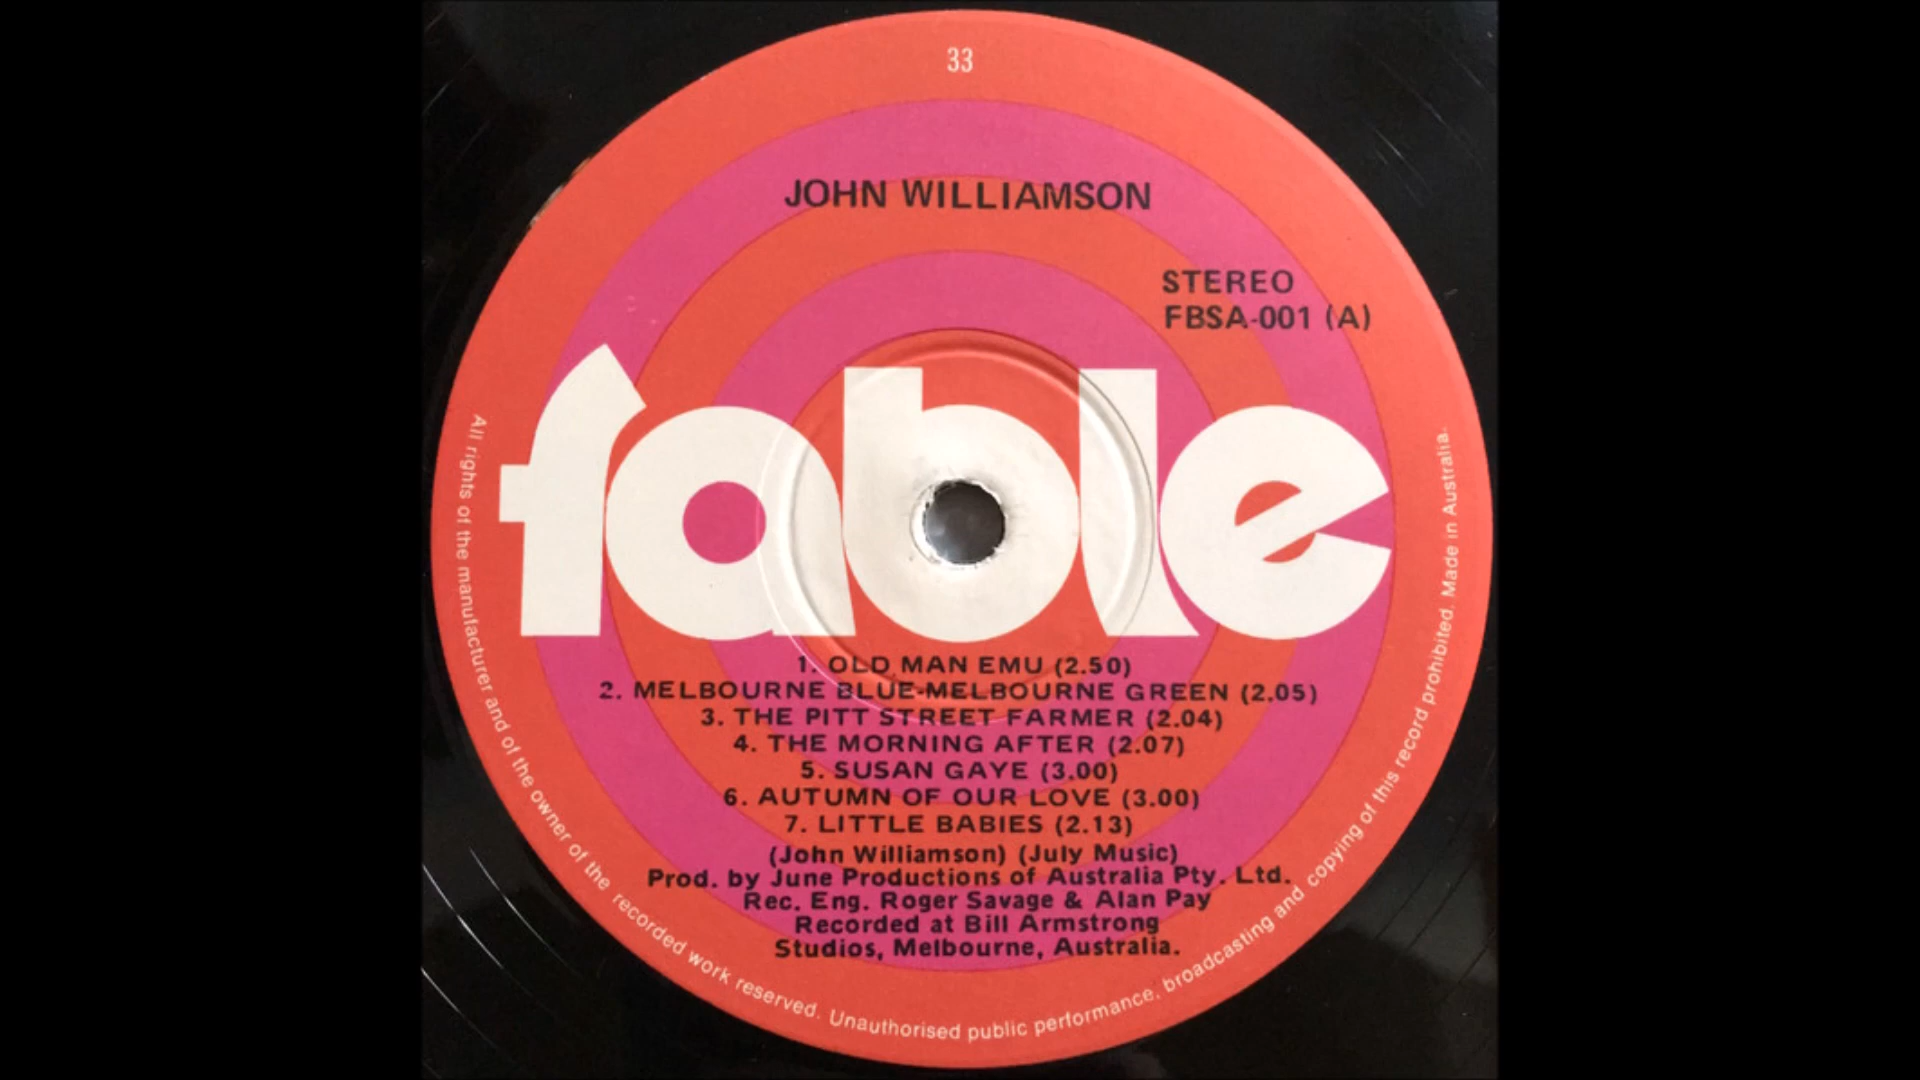 33
JOHN WILLIAMSON
STEREO
FBSA-001 (A)
fable
1. OLD MAN EMU (2.50)
2. MELBOURNE BLUE-MELBOURNE GREEN (2.05)
3. THE PITT STREET FARMER (2.04)
4. THE MORNING AFTER (2.07)
5. SUSAN GAYE (3.00)
6. AUTUMN OF OUR LOVE (3.00)
7. LITTLE BABIES (2.13)
(John Williamson) (July Music)
Prod. by June Productions of Australia Pty. Ltd.
Rec. Eng. Roger Savage & Alan Pay
Recorded at Bill Armstrong
Studios, Melbourne, Australia.
All rights of the manufacturer and of the owner of the recorded work reserved. Unauthorised public performance, broadcasting and copying of this record prohibited. Made in Australia.